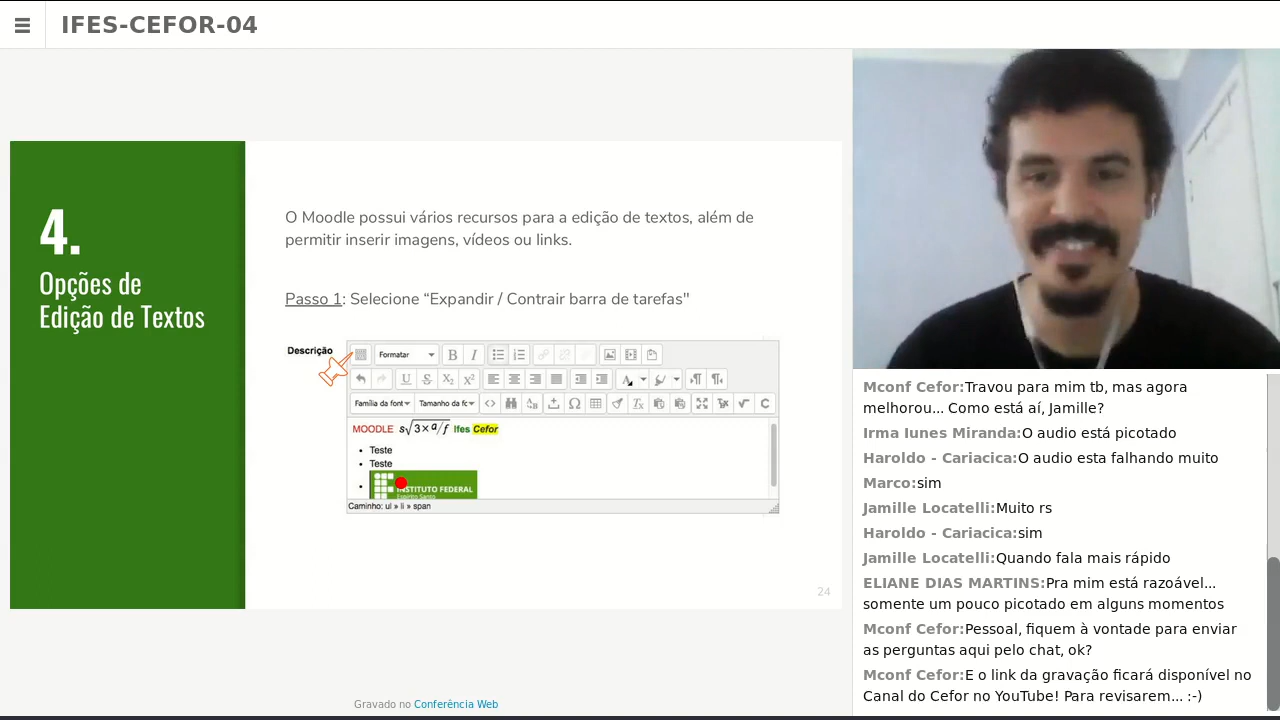 IFES-CEFOR-04
4.
Opções de
Edição de Textos
O Moodle possui vários recursos para a edição de textos, além de
permitir inserir imagens, vídeos ou links.
Passo 1: Selecione “Expandir / Contrair barra de tarefas"
Descrição
Formatar
Família da font
Tamanho da fc
MOODLE s√3×a/f Ifes Cefor
Teste
Teste
INSTITUTO FEDERAL
Espírito Santo
Caminho: ul » li » span
24
Gravado no Conferência Web
Mconf Cefor:Travou para mim tb, mas agora
melhorou... Como está aí, Jamille?
Irma Iunes Miranda:O audio está picotado
Haroldo - Cariacica:O audio esta falhando muito
Marco:sim
Jamille Locatelli:Muito rs
Haroldo - Cariacica:sim
Jamille Locatelli:Quando fala mais rápido
ELIANE DIAS MARTINS:Pra mim está razoável...
somente um pouco picotado em alguns momentos
Mconf Cefor:Pessoal, fiquem à vontade para enviar
as perguntas aqui pelo chat, ok?
Mconf Cefor:E o link da gravação ficará disponível no
Canal do Cefor no YouTube! Para revisarem... :-)